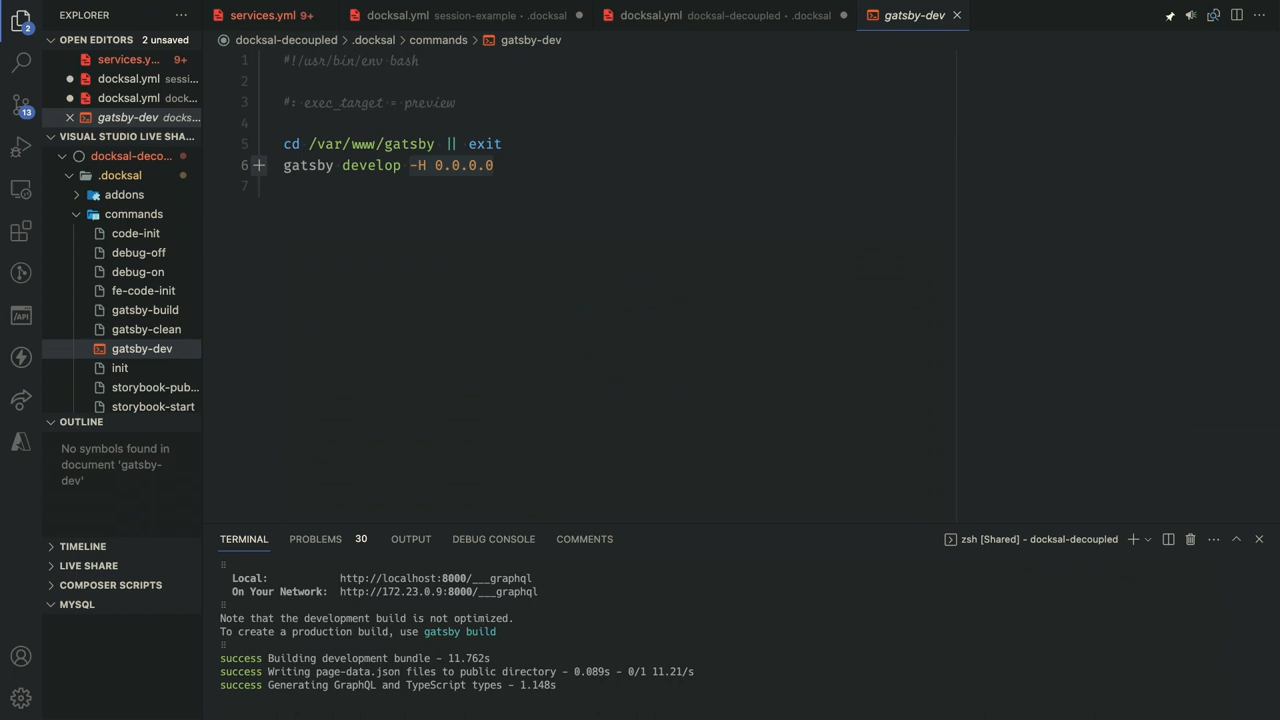 EXPLORER
services.yml 9+
docksal.yml session-example · .docksal
docksal.yml docksal-decoupled · .docksal
gatsby-dev
OPEN EDITORS 2 unsaved
services.y... 9+
docksal.yml sessi...
docksal.yml dock...
gatsby-dev docks...
VISUAL STUDIO LIVE SHA...
docksal-deco...
.docksal
addons
commands
code-init
debug-off
debug-on
fe-code-init
gatsby-build
gatsby-clean
gatsby-dev
init
storybook-pub...
storybook-start
OUTLINE
No symbols found in
document 'gatsby-
dev'
TIMELINE
LIVE SHARE
COMPOSER SCRIPTS
MYSQL
2
13
/API
docksal-decoupled > .docksal > commands > gatsby-dev
1 #!/usr/bin/env bash
2
3 #: exec_target = preview
4
5 cd /var/www/gatsby || exit
6 gatsby develop -H 0.0.0.0
7
TERMINAL PROBLEMS 30 OUTPUT DEBUG CONSOLE COMMENTS
zsh [Shared] - docksal-decoupled
Local: http://localhost:8000/___graphql
On Your Network: http://172.23.0.9:8000/___graphql
Note that the development build is not optimized.
To create a production build, use gatsby build
success Building development bundle - 11.762s
success Writing page-data.json files to public directory - 0.089s - 0/1 11.21/s
success Generating GraphQL and TypeScript types - 1.148s